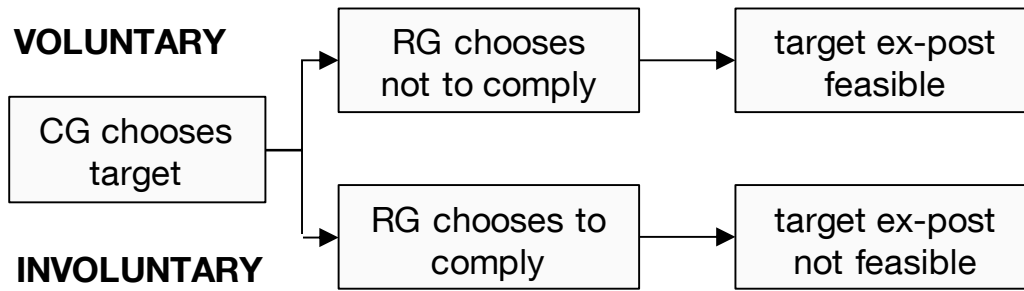 VOLUNTARY
RG chooses
not to comply
target ex-post
feasible
CG chooses
target
RG chooses to
comply
target ex-post
not feasible
INVOLUNTARY